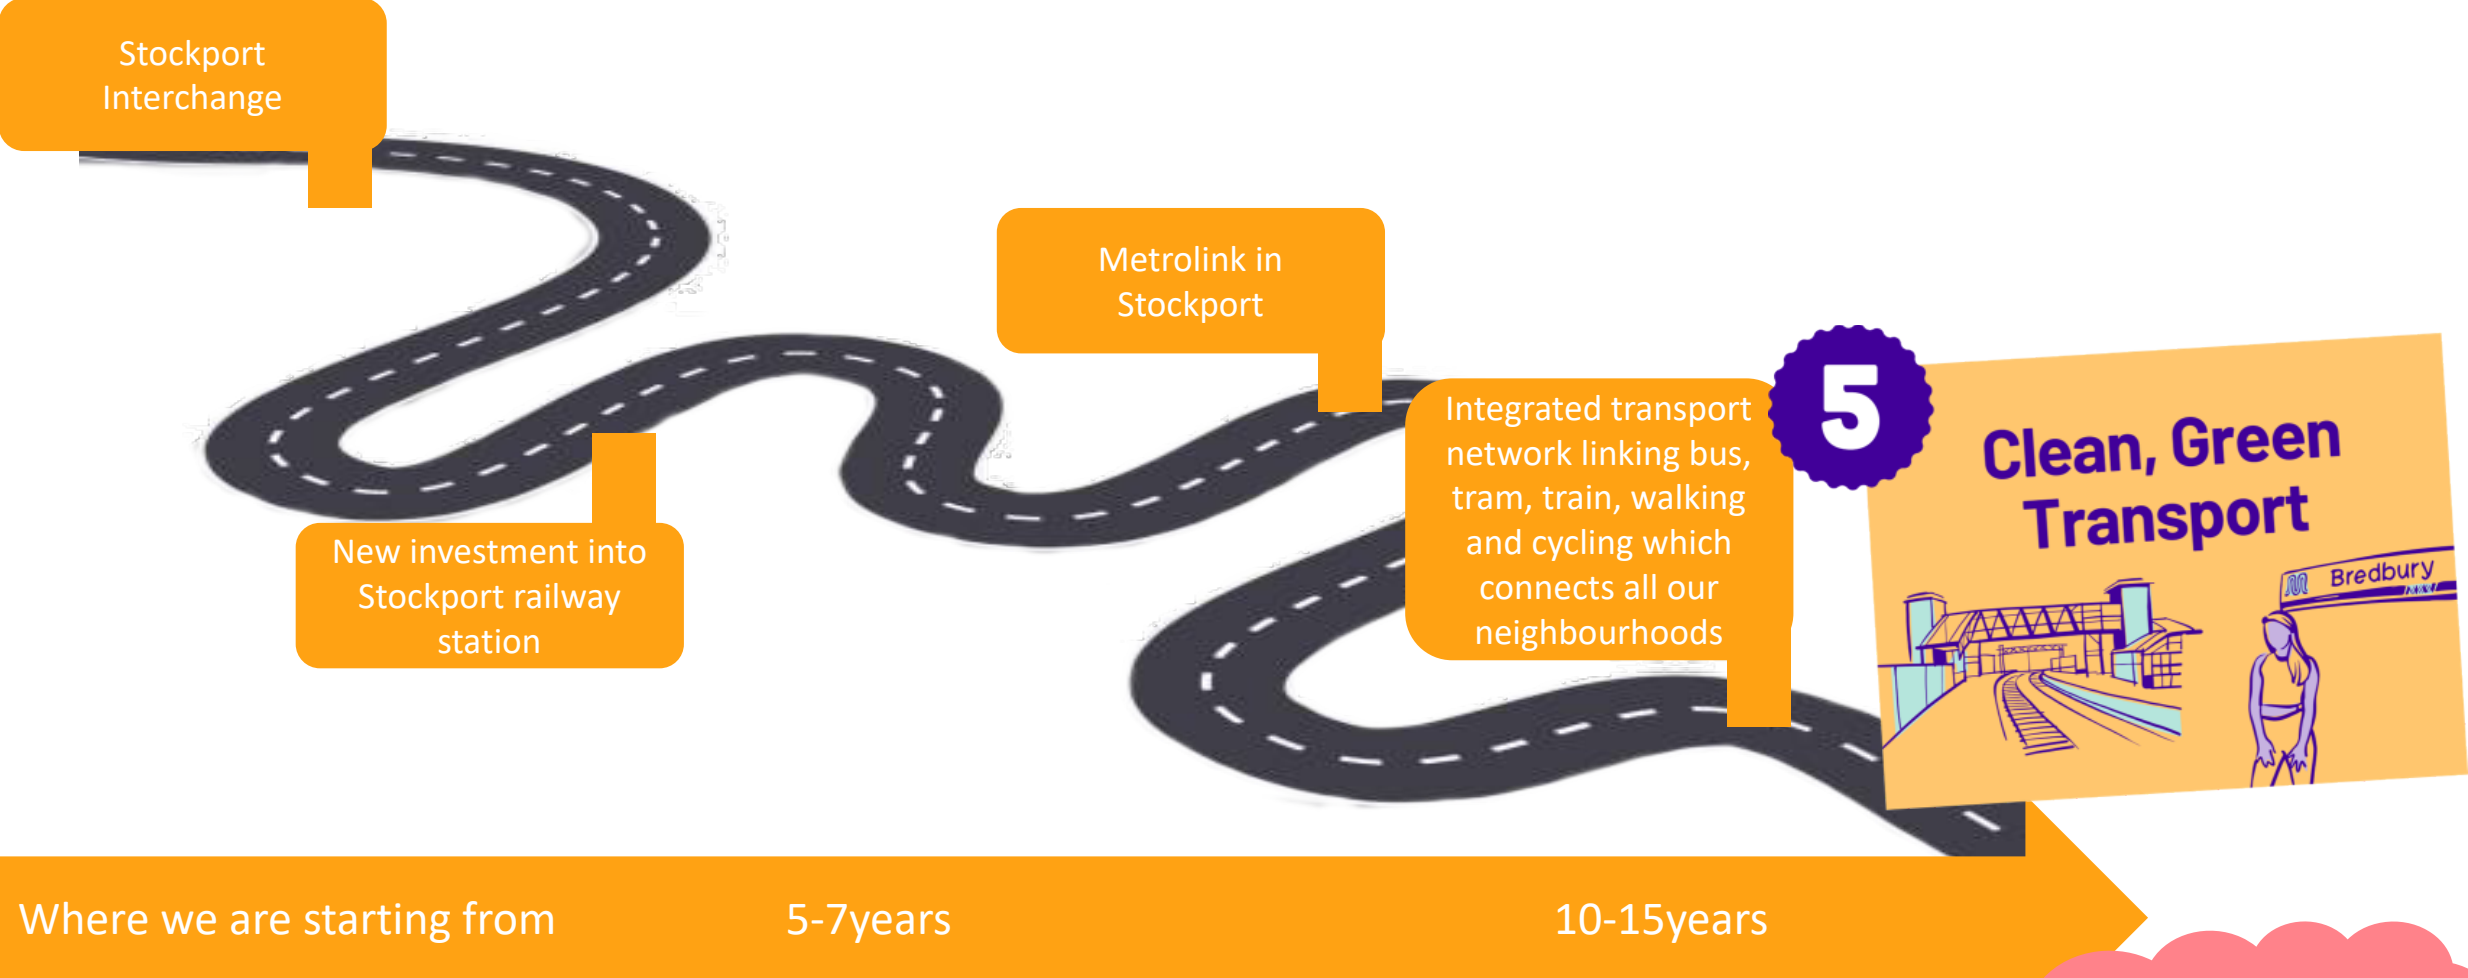 Stockport
Interchange
Metrolink in
Stockport
New investment into
Stockport railway
station
Integrated transport
network linking bus,
tram, train, walking
and cycling which
connects all our
neighbourhoods
5
Clean, Green
Transport
Bredbury
Where we are starting from
5-7years
10-15years